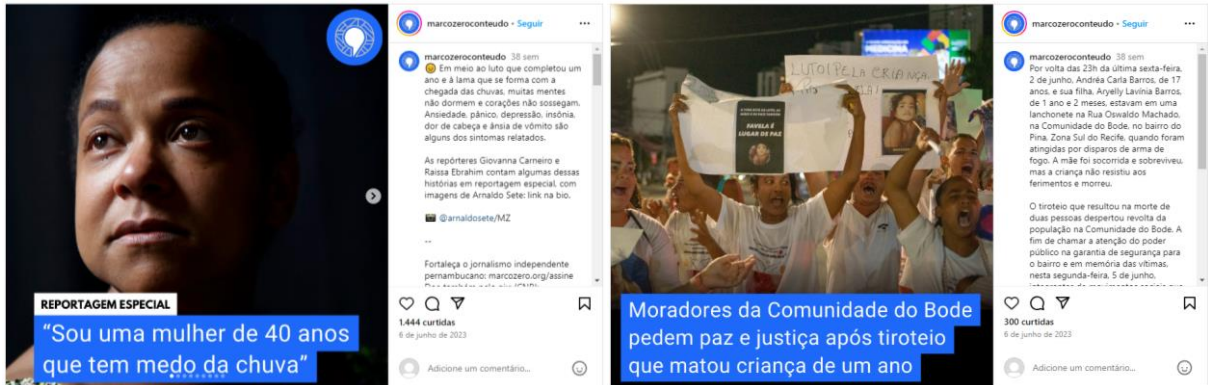 REPORTAGEM ESPECIAL
“Sou uma mulher de 40 anos
que tem medo da chuva”
marcozeroconteudo • Seguir
marcozeroconteudo 38 sem
😟 Em meio ao luto que completou um
ano e à lama que se forma com a
chegada das chuvas, muitas mentes
não dormem e corações não sossegam.
Ansiedade, pânico, depressão, insônia,
dor de cabeça e ânsia de vômito são
alguns dos sintomas relatados.
As repórteres Giovanna Carneiro e
Raissa Ebrahim contam algumas dessas
histórias em reportagem especial, com
imagens de Arnaldo Sete: link na bio.
📷 @arnaldosete/MZ
--
Fortaleça o jornalismo independente
pernambucano: marcozero.org/assine
1.444 curtidas
6 de junho de 2023
Adicione um comentário...
MEDICINA
LUTO! PELA CRIANÇA.
FAVELA É
LUGAR DE PAZ
Moradores da Comunidade do Bode
pedem paz e justiça após tiroteio
que matou criança de um ano
marcozeroconteudo • Seguir
marcozeroconteudo 38 sem
Por volta das 23h da última sexta-feira,
2 de junho, Andréa Carla Barros, de 17
anos, e sua filha, Aryelly Lavínia Barros,
de 1 ano e 2 meses, estavam em uma
lanchonete na Rua Oswaldo Machado,
na Comunidade do Bode, no bairro do
Pina, Zona Sul do Recife, quando foram
atingidas por disparos de arma de
fogo. A mãe foi socorrida e sobreviveu,
mas a criança não resistiu aos
ferimentos e morreu.
O tiroteio que resultou na morte de
duas pessoas despertou revolta da
população na Comunidade do Bode. A
fim de chamar a atenção do poder
público na garantia de segurança para
o bairro e em memória das vítimas,
nesta segunda-feira, 5 de junho,
300 curtidas
6 de junho de 2023
Adicione um comentário...